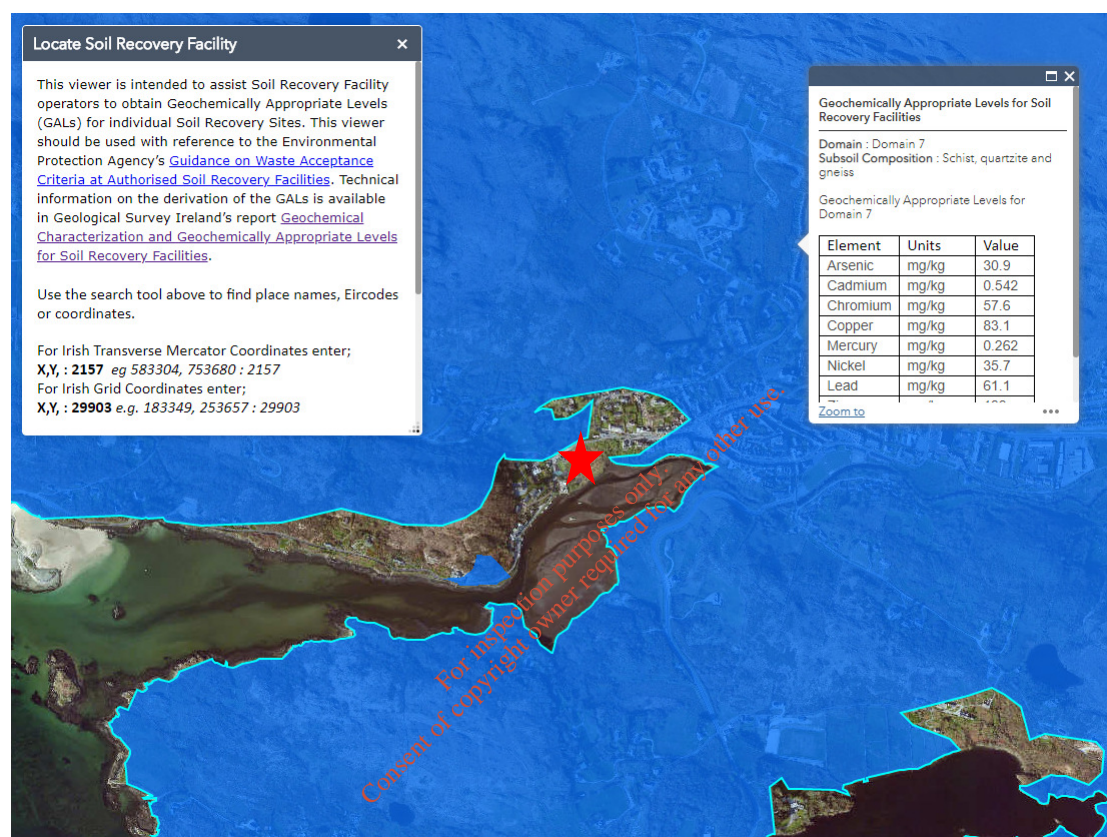 Locate Soil Recovery Facility
This viewer is intended to assist Soil Recovery Facility
operators to obtain Geochemically Appropriate Levels
(GALs) for individual Soil Recovery Sites. This viewer
should be used with reference to the Environmental
Protection Agency's Guidance on Waste Acceptance
Criteria at Authorised Soil Recovery Facilities. Technical
information on the derivation of the GALs is available
in Geological Survey Ireland's report Geochemical
Characterization and Geochemically Appropriate Levels
for Soil Recovery Facilities.
Use the search tool above to find place names, Eircodes
or coordinates.
For Irish Transverse Mercator Coordinates enter;
X,Y, : 2157 eg 583304, 753680 : 2157
For Irish Grid Coordinates enter;
X,Y, : 29903 e.g. 183349, 253657 : 29903
Geochemically Appropriate Levels for Soil
Recovery Facilities
Domain : Domain 7
Subsoil Composition : Schist, quartzite and
gneiss
Geochemically Appropriate Levels for
Domain 7
Element Units Value
Arsenic mg/kg 30.9
Cadmium mg/kg 0.542
Chromium mg/kg 57.6
Copper mg/kg 83.1
Mercury mg/kg 0.262
Nickel mg/kg 35.7
Lead mg/kg 61.1
Zoom to
For inspection purposes only.
Consent of copyright owner required for any other use.